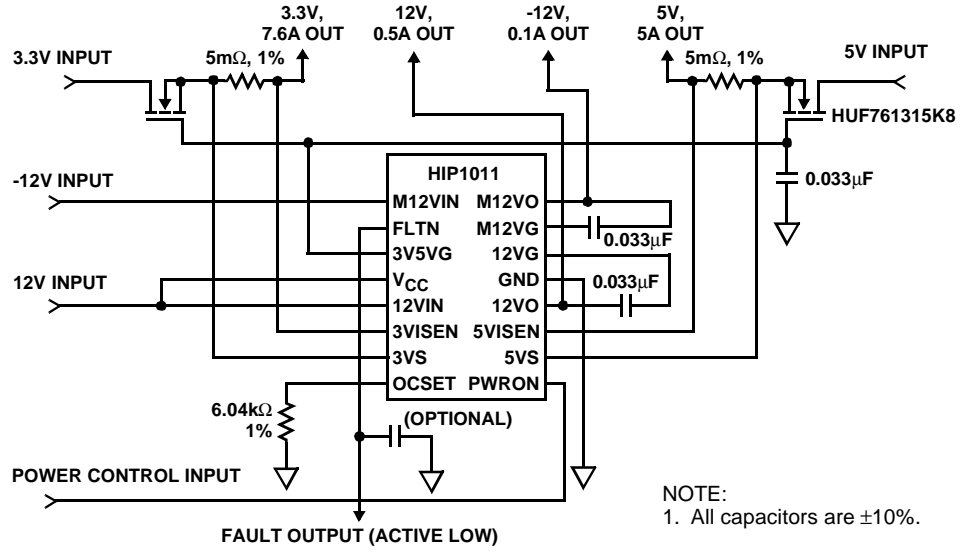 3.3V,
7.6A OUT
12V,
0.5A OUT
-12V,
0.1A OUT
5V,
5A OUT
3.3V INPUT
5mΩ, 1%
5mΩ, 1%
5V INPUT
HUF761315K8
HIP1011
0.033µF
-12V INPUT
M12VIN
M12VO
FLTN
M12VG
0.033µF
3V5VG
12VG
12V INPUT
VCC
GND
0.033µF
12VIN
12VO
3VISEN
5VISEN
3VS
5VS
OCSET
PWRON
6.04kΩ
1%
(OPTIONAL)
POWER CONTROL INPUT
FAULT OUTPUT (ACTIVE LOW)
NOTE:
1. All capacitors are ±10%.